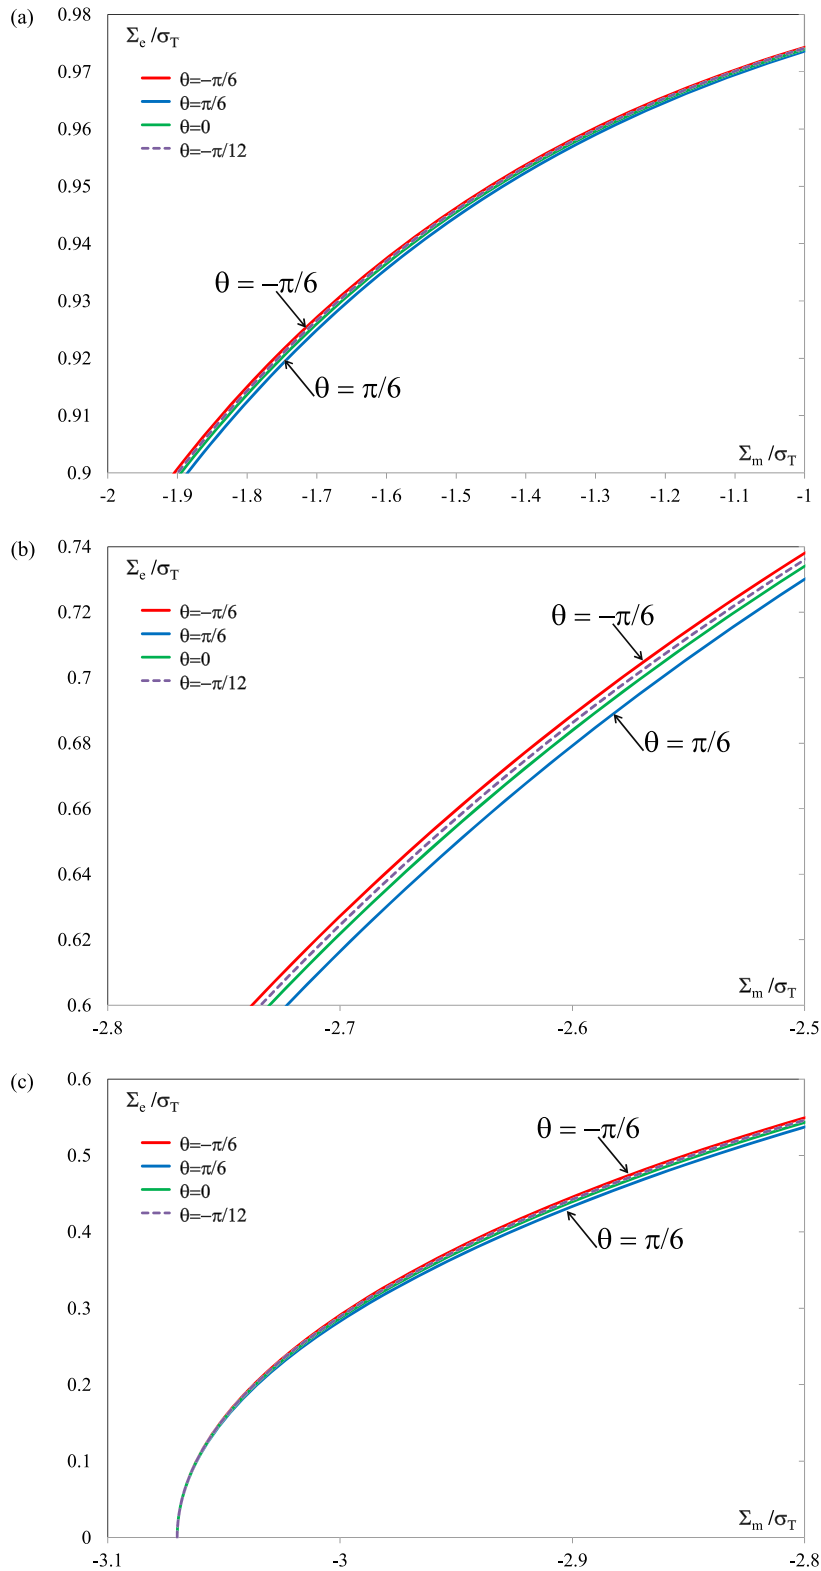 (a)
0.98
Σe /σT
0.97
θ=–π/6
θ=π/6
θ=0
θ=–π/12
0.96
0.95
0.94
0.93
θ = –π/6
0.92
θ = π/6
0.91
Σm /σT
0.9
-2 -1.9 -1.8 -1.7 -1.6 -1.5 -1.4 -1.3 -1.2 -1.1 -1
(b)
0.74
Σe /σT
0.72
θ=–π/6
θ=π/6
θ=0
θ=–π/12
θ = –π/6
0.7
θ = π/6
0.68
0.66
0.64
0.62
Σm /σT
0.6
-2.8 -2.7 -2.6 -2.5
(c)
0.6
Σe /σT
θ=–π/6
θ=π/6
θ=0
θ=–π/12
θ = –π/6
0.5
0.4
θ = π/6
0.3
0.2
0.1
Σm /σT
0
-3.1 -3 -2.9 -2.8